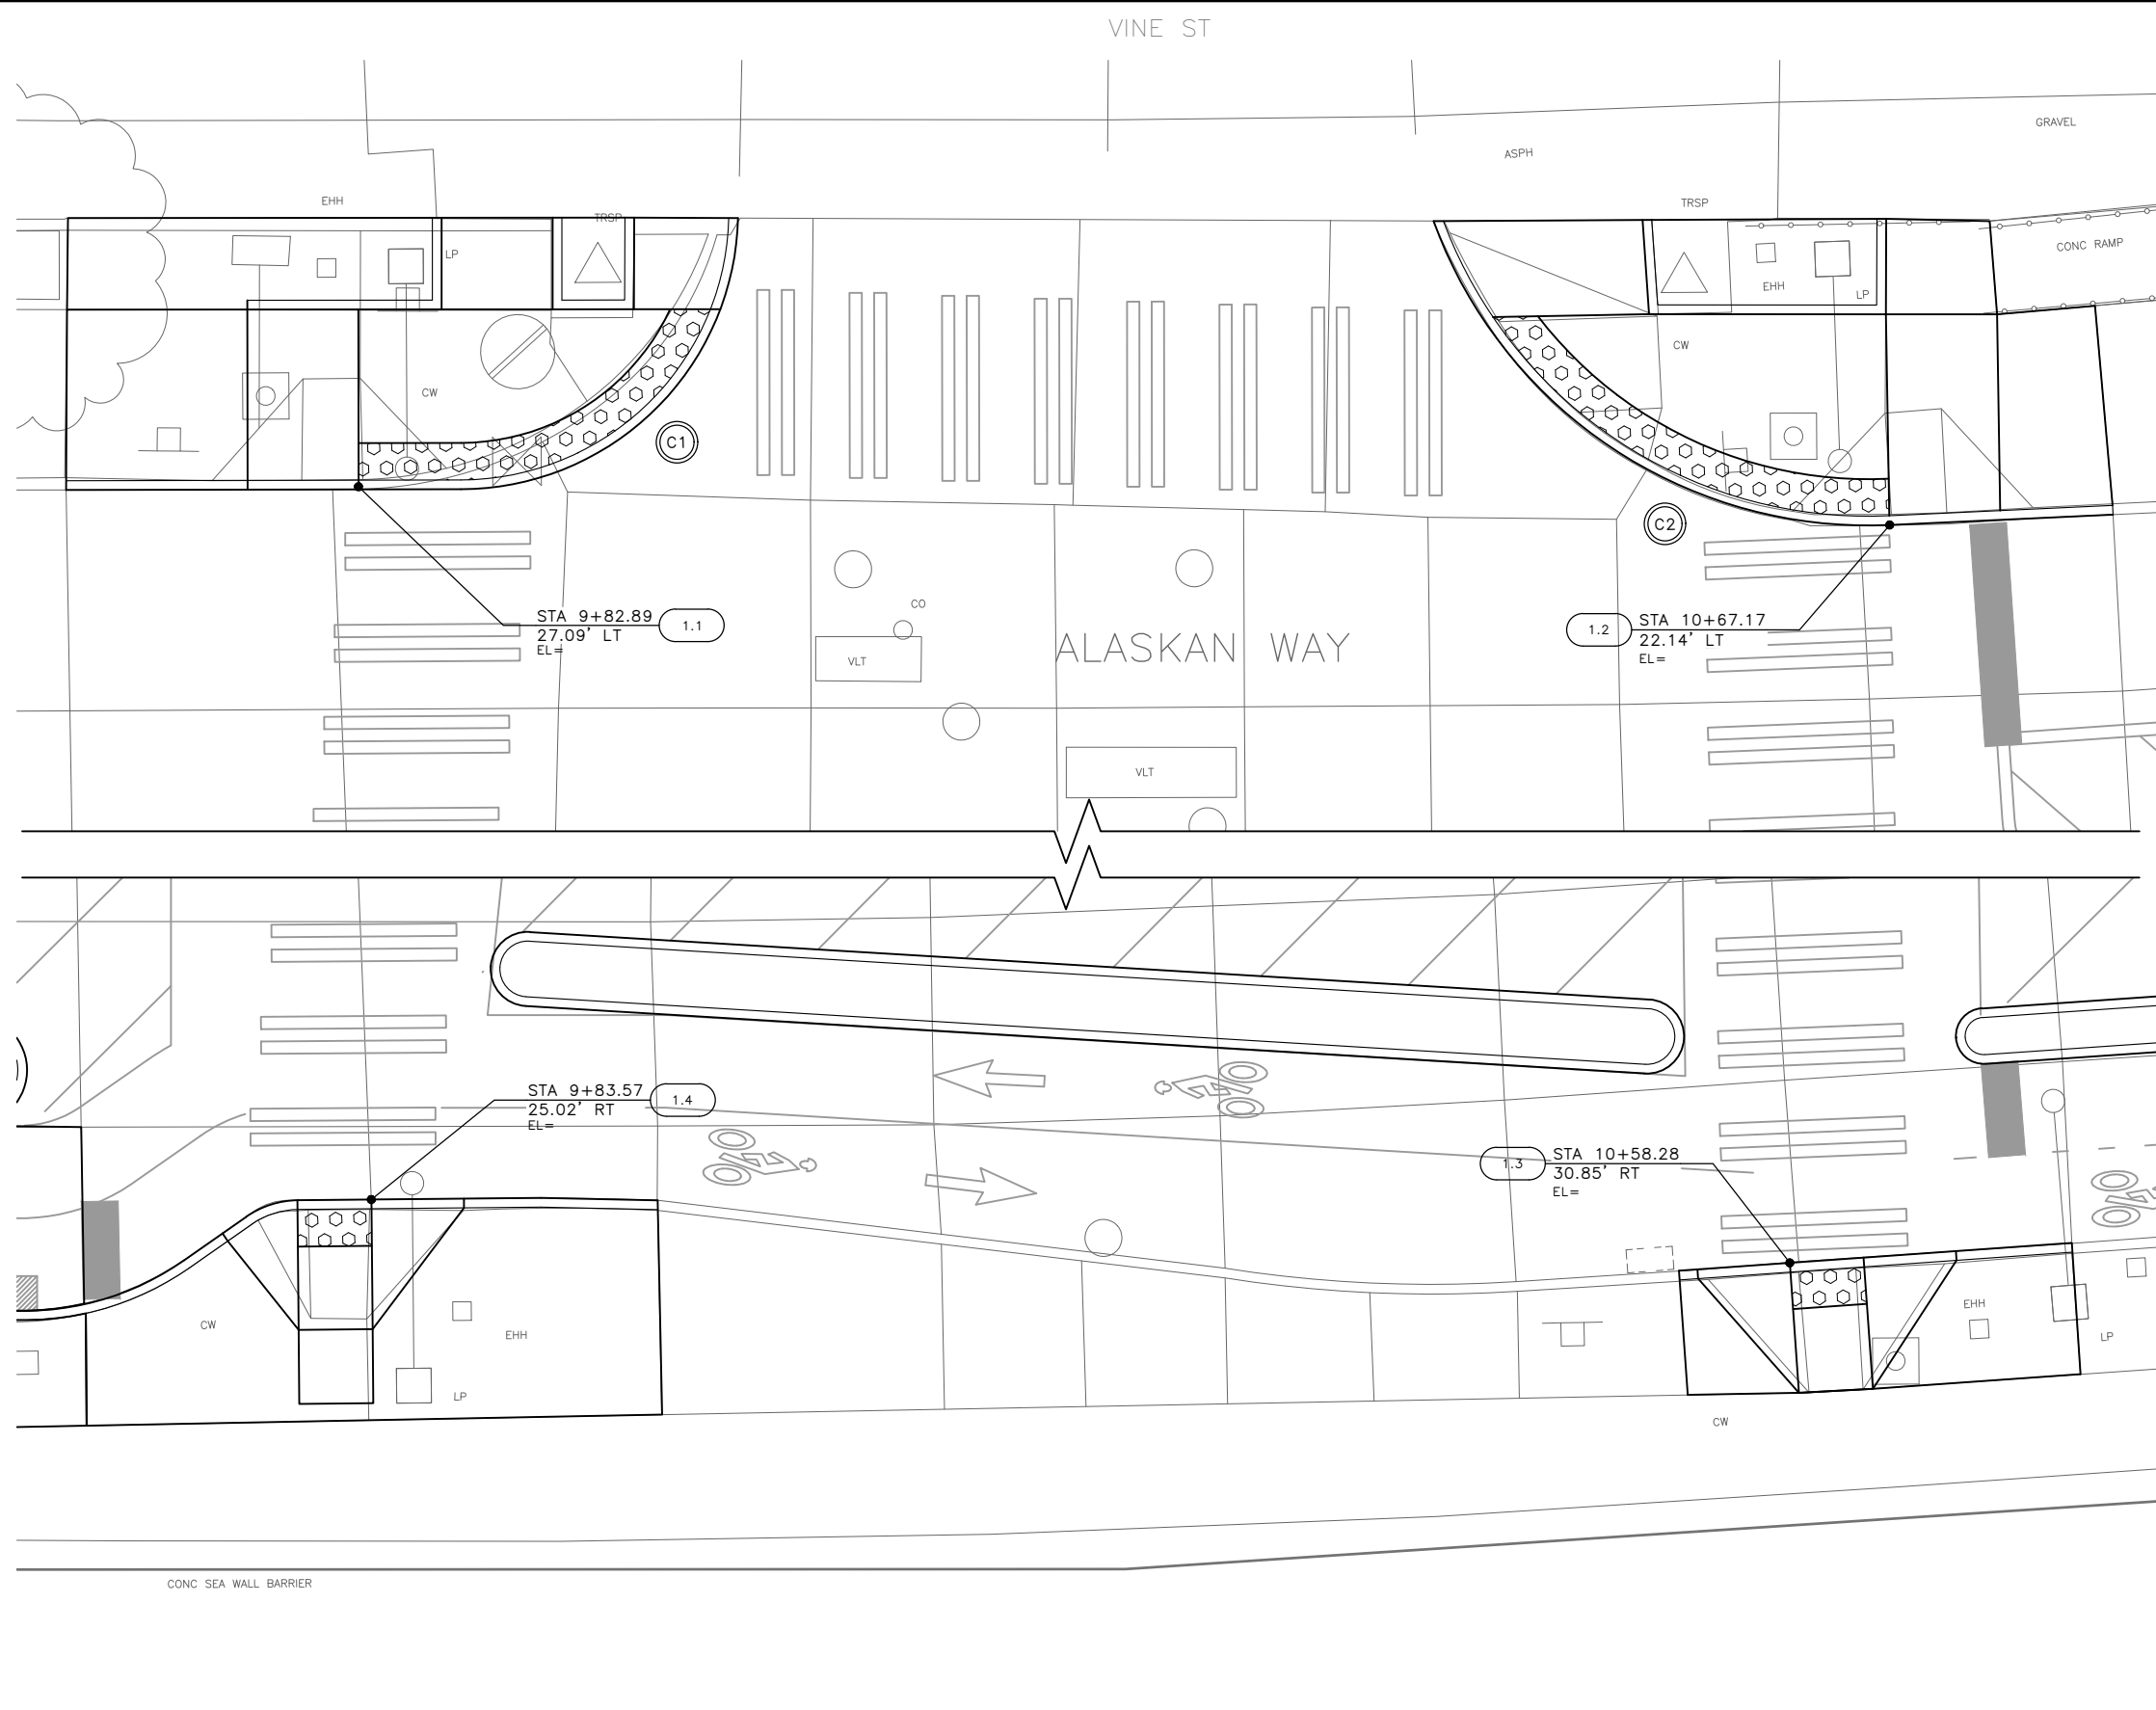 VINE ST
GRAVEL
ASPH
EHH
TRSP
TRSP
LP
CONC RAMP
EHH
LP
CW
CW
C1
C2
STA 9+82.89
27.09' LT
EL=
1.1
CO
VLT
ALASKAN WAY
1.2
STA 10+67.17
22.14' LT
EL=
VLT
STA 9+83.57
25.02' RT
EL=
1.4
1.3
STA 10+58.28
30.85' RT
EL=
CW
EHH
LP
EHH
LP
CW
CONC SEA WALL BARRIER